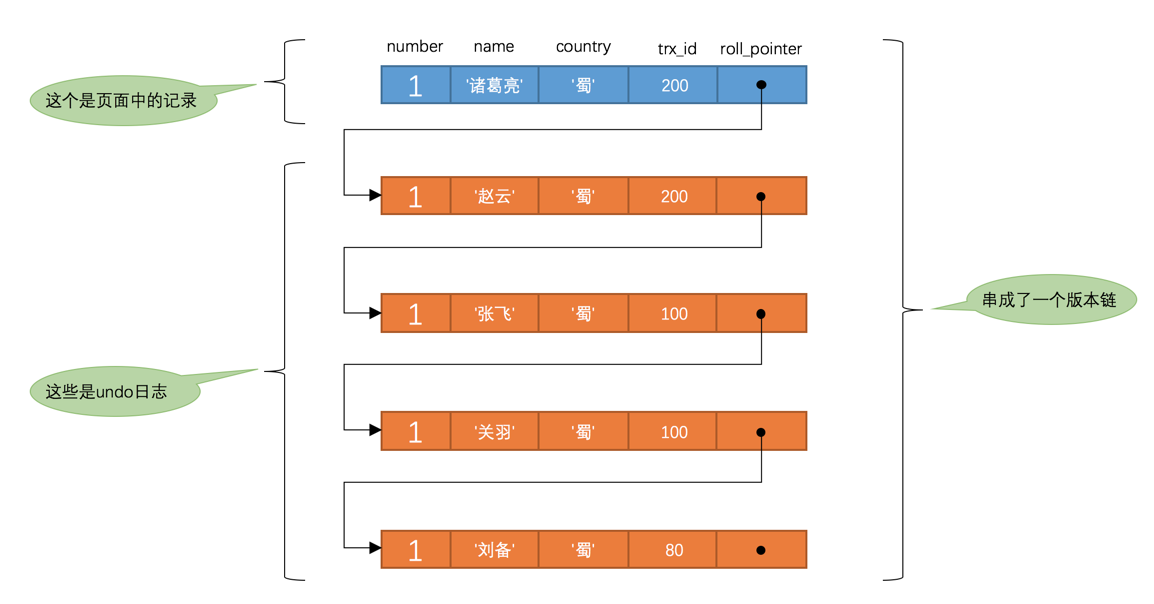 number name country trx_id roll_pointer
这个是页面中的记录
1 '诸葛亮' '蜀' 200
1 '赵云' '蜀' 200
1 '张飞' '蜀' 100
串成了一个版本链
这些是undo日志
1 '关羽' '蜀' 100
1 '刘备' '蜀' 80